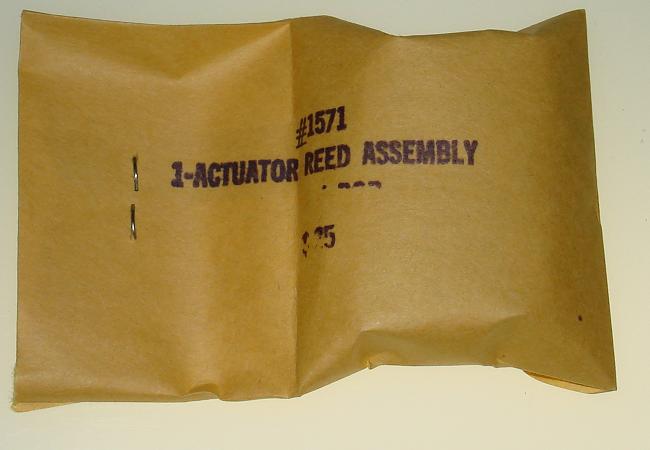 #1571
1-ACTUATOR REED ASSEMBLY